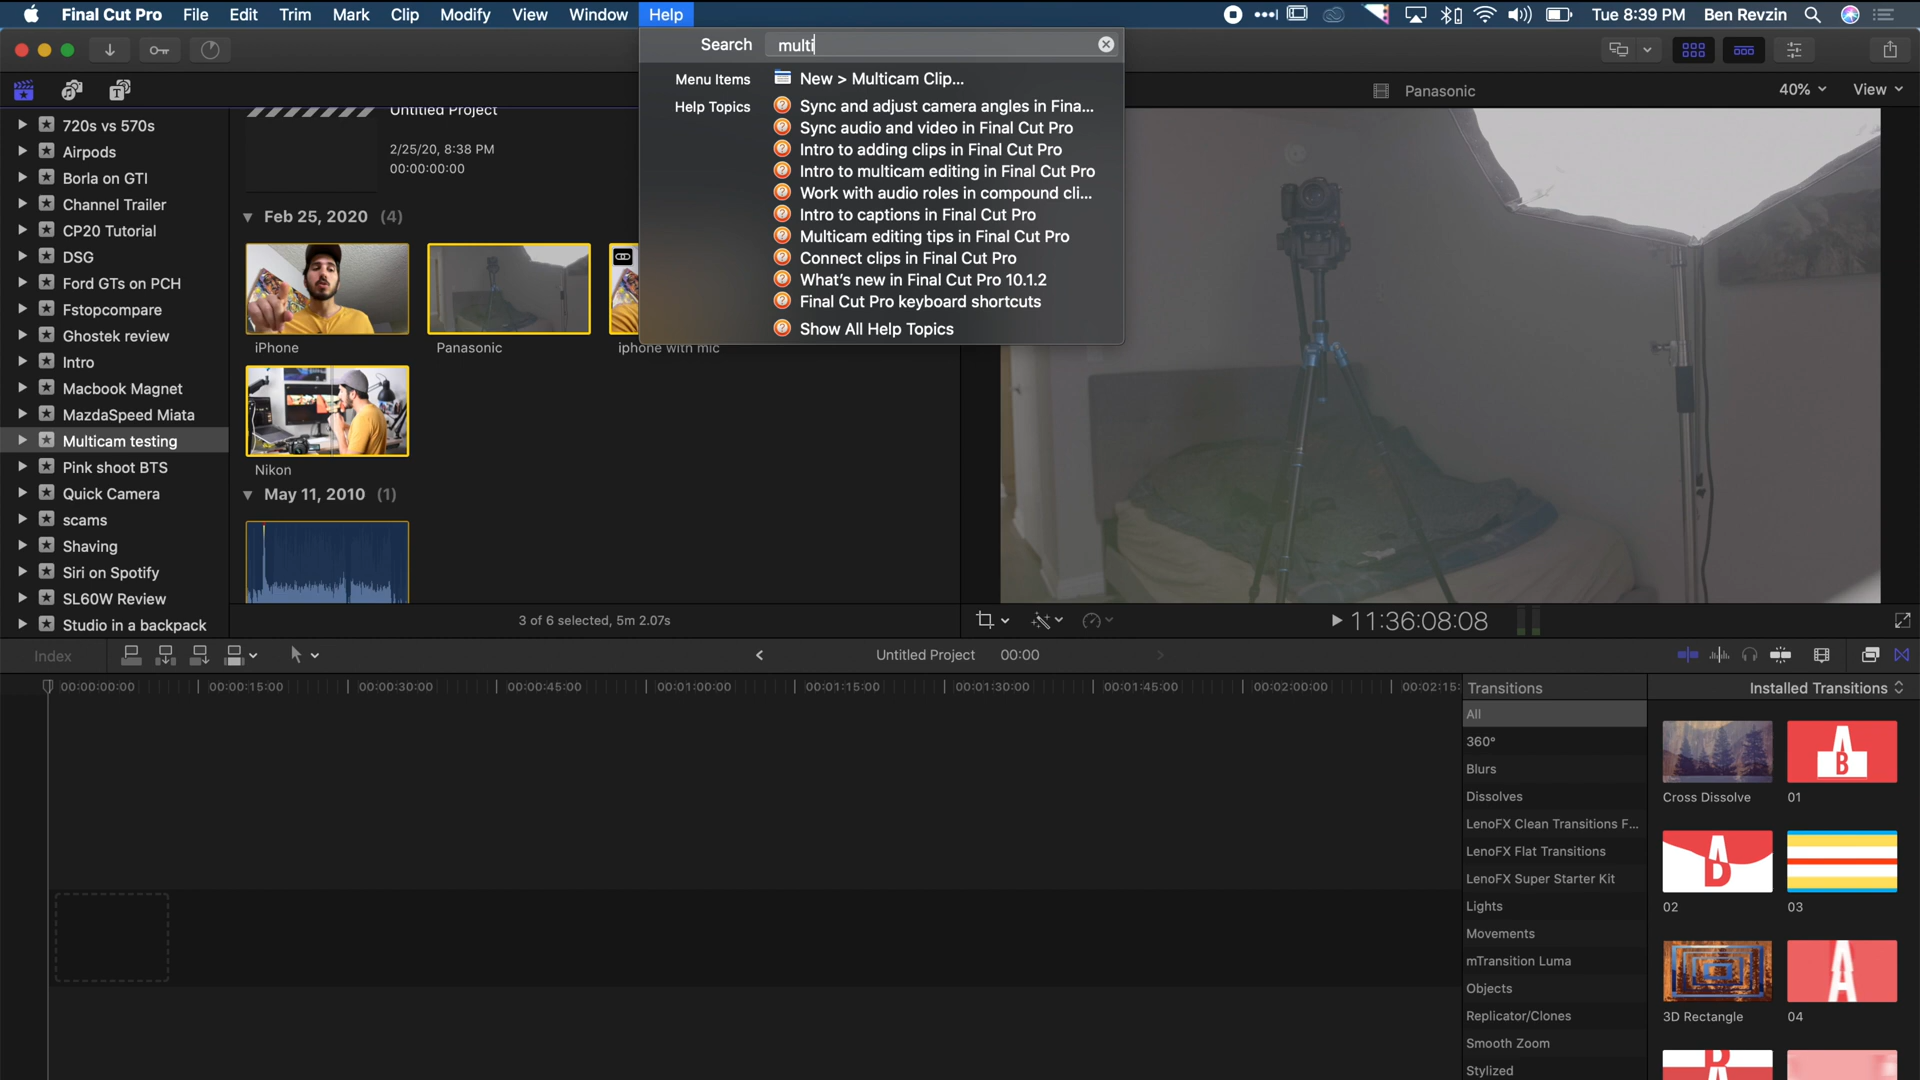 Final Cut Pro File Edit Trim Mark Clip Modify View Window Help
Tue 8:39 PM Ben Revzin
Search multi
Menu Items New > Multicam Clip...
Help Topics Sync and adjust camera angles in Fina...
Sync audio and video in Final Cut Pro
Intro to adding clips in Final Cut Pro
Intro to multicam editing in Final Cut Pro
Work with audio roles in compound cli...
Intro to captions in Final Cut Pro
Multicam editing tips in Final Cut Pro
Connect clips in Final Cut Pro
What's new in Final Cut Pro 10.1.2
Final Cut Pro keyboard shortcuts
Show All Help Topics
Panasonic
40% View
720s vs 570s
Airpods
Borla on GTI
Channel Trailer
CP20 Tutorial
DSG
Ford GTs on PCH
Fstopcompare
Ghostek review
Intro
Macbook Magnet
MazdaSpeed Miata
Multicam testing
Pink shoot BTS
Quick Camera
scams
Shaving
Siri on Spotify
SL60W Review
Studio in a backpack
Untitled Project
2/25/20, 8:38 PM
00:00:00:00
Feb 25, 2020 (4)
iPhone
Panasonic
iphone with mic
Nikon
May 11, 2010 (1)
3 of 6 selected, 5m 2.07s
11:36:08:08
Index
Untitled Project 00:00
00:00:00:00 00:00:15:00 00:00:30:00 00:00:45:00 00:01:00:00 00:01:15:00 00:01:30:00 00:01:45:00 00:02:00:00 00:02:15:
Transitions
Installed Transitions
All
360°
Blurs
Dissolves
LenoFX Clean Transitions F...
LenoFX Flat Transitions
LenoFX Super Starter Kit
Lights
Movements
mTransition Luma
Objects
Replicator/Clones
Smooth Zoom
Stylized
A
B
Cross Dissolve
01
02
03
A
3D Rectangle
04